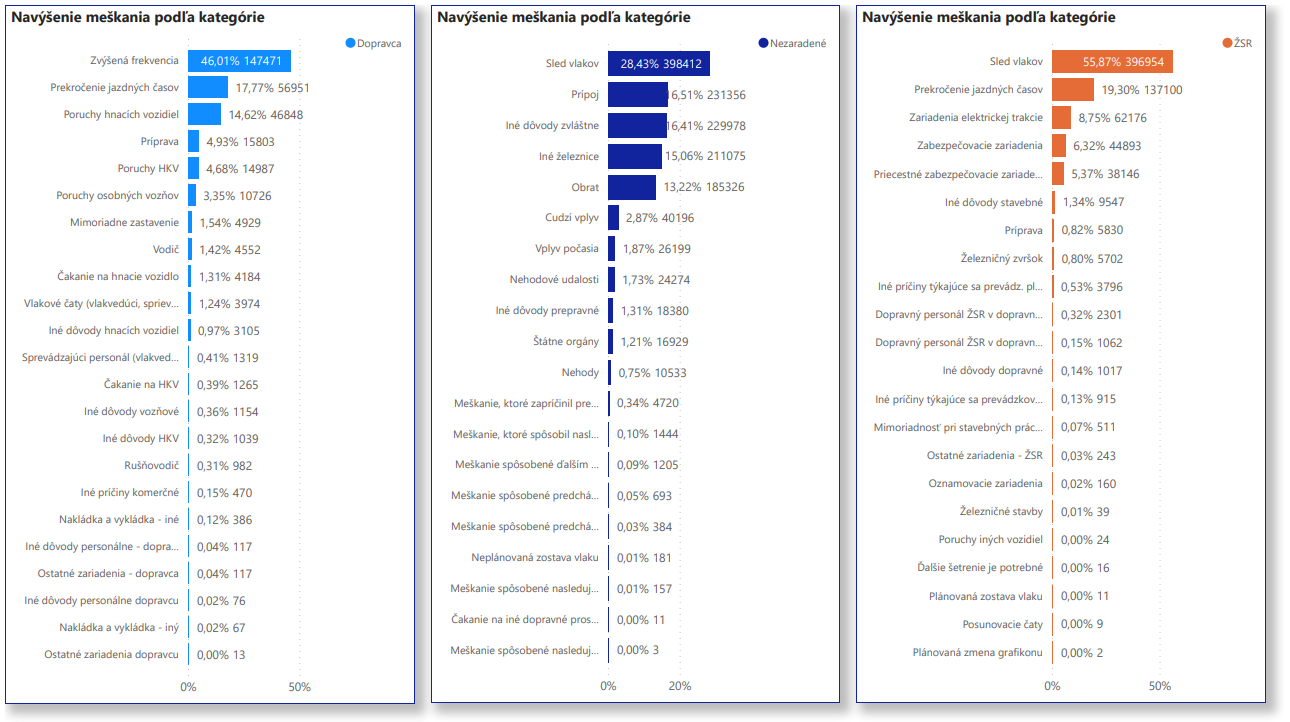 Navýšenie meškania podľa kategórie
Dopravca
Zvýšená frekvencia 46,01% 147471
Prekročenie jazdných časov 17,77% 56951
Poruchy hnacích vozidiel 14,62% 46848
Príprava 4,93% 15803
Poruchy HKV 4,68% 14987
Poruchy osobných vozňov 3,35% 10726
Mimoriadne zastavenie 1,54% 4929
Vodič 1,42% 4552
Čakanie na hnacie vozidlo 1,31% 4184
Vlakové čaty (vlakvedúci, spriev... 1,24% 3974
Iné dôvody hnacích vozidiel 0,97% 3105
Sprevádzajúci personál (vlakved... 0,41% 1319
Čakanie na HKV 0,39% 1265
Iné dôvody vozňové 0,36% 1154
Iné dôvody HKV 0,32% 1039
Rušňovodič 0,31% 982
Iné príčiny komerčné 0,15% 470
Nakládka a vykládka - iné 0,12% 386
Iné dôvody personálne - dopra... 0,04% 117
Ostatné zariadenia - dopravca 0,04% 117
Iné dôvody personálne dopravcu 0,02% 76
Nakládka a vykládka - iný 0,02% 67
Ostatné zariadenia dopravcu 0,00% 13
0% 50%
Navýšenie meškania podľa kategórie
Nezaradené
Sled vlakov 28,43% 398412
Prípoj 16,51% 231356
Iné dôvody zvláštne 16,41% 229978
Iné železnice 15,06% 211075
Obrat 13,22% 185326
Cudzí vplyv 2,87% 40196
Vplyv počasia 1,87% 26199
Nehodové udalosti 1,73% 24274
Iné dôvody prepravné 1,31% 18380
Štátne orgány 1,21% 16929
Nehody 0,75% 10533
Meškanie, ktoré zapríčinil pre... 0,34% 4720
Meškanie, ktoré spôsobil nasl... 0,10% 1444
Meškanie spôsobené ďalším ... 0,09% 1205
Meškanie spôsobené predchá... 0,05% 693
Meškanie spôsobené predchá... 0,03% 384
Neplánovaná zostava vlaku 0,01% 181
Meškanie spôsobené nasleduj... 0,01% 157
Čakanie na iné dopravné pros... 0,00% 11
Meškanie spôsobené nasleduj... 0,00% 3
0% 20%
Navýšenie meškania podľa kategórie
ŽSR
Sled vlakov 55,87% 396954
Prekročenie jazdných časov 19,30% 137100
Zariadenia elektrickej trakcie 8,75% 62176
Zabezpečovacie zariadenia 6,32% 44893
Priecestné zabezpečovacie zariade... 5,37% 38146
Iné dôvody stavebné 1,34% 9547
Príprava 0,82% 5830
Železničný zvršok 0,80% 5702
Iné príčiny týkajúce sa prevádz. pl... 0,53% 3796
Dopravný personál ŽSR v dopravn... 0,32% 2301
Dopravný personál ŽSR v dopravn... 0,15% 1062
Iné dôvody dopravné 0,14% 1017
Iné príčiny týkajúce sa prevádzkov... 0,13% 915
Mimoriadnosť pri stavebných prác... 0,07% 511
Ostatné zariadenia - ŽSR 0,03% 243
Oznamovacie zariadenia 0,02% 160
Železničné stavby 0,01% 39
Poruchy iných vozidiel 0,00% 24
Ďalšie šetrenie je potrebné 0,00% 16
Plánovaná zostava vlaku 0,00% 11
Posunovacie čaty 0,00% 9
Plánovaná zmena grafikonu 0,00% 2
0% 50%